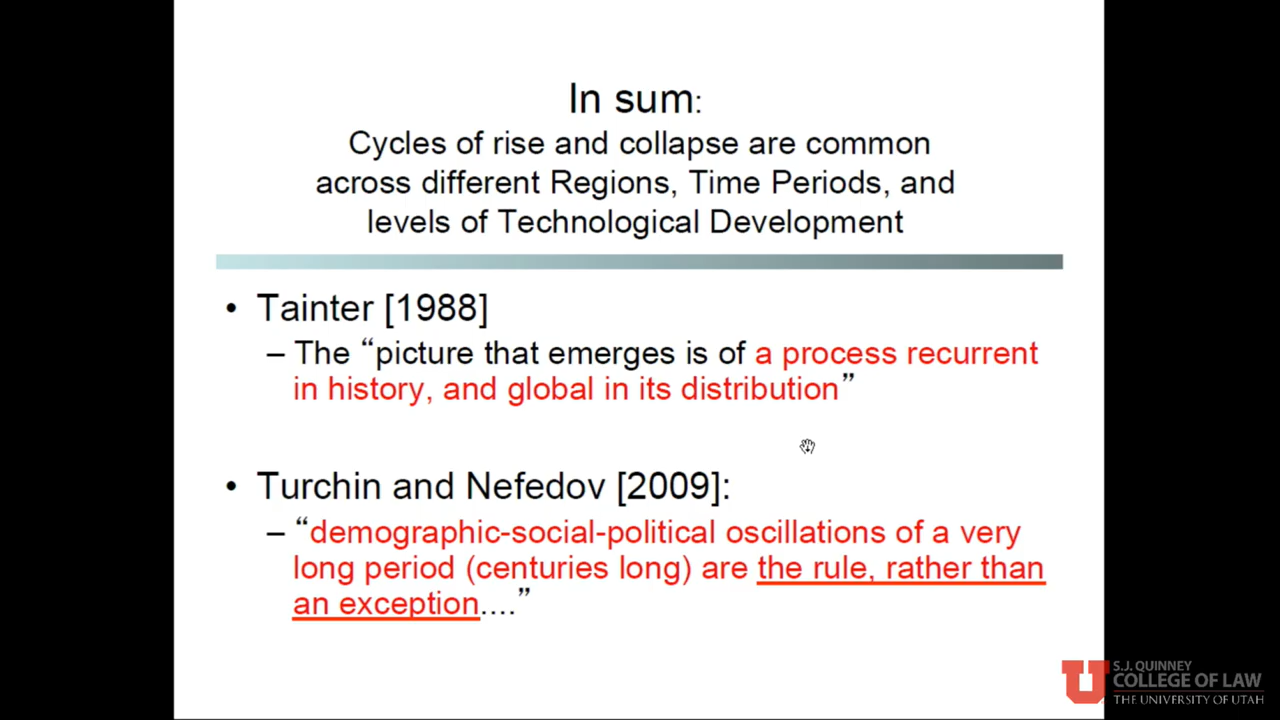 In sum:
Cycles of rise and collapse are common
across different Regions, Time Periods, and
levels of Technological Development
• Tainter [1988]
– The “picture that emerges is of a process recurrent
in history, and global in its distribution”
• Turchin and Nefedov [2009]:
– “demographic-social-political oscillations of a very
long period (centuries long) are the rule, rather than
an exception....”
U
S.J. QUINNEY
COLLEGE OF LAW
THE UNIVERSITY OF UTAH